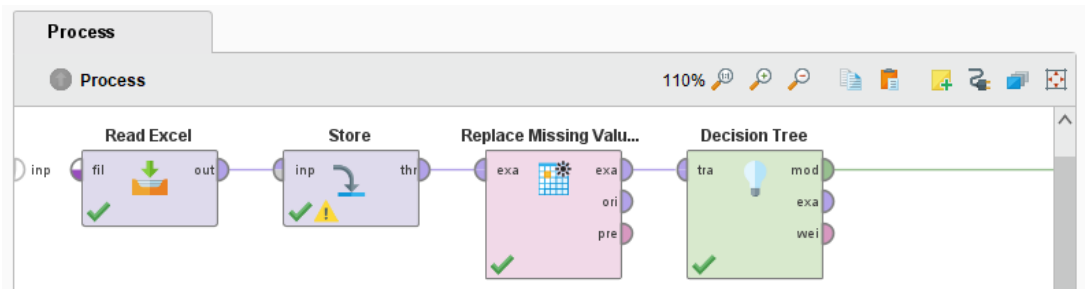 Process
Process
110%
Read Excel
Store
Replace Missing Valu...
Decision Tree
inp
fil
out
inp
thr
exa
exa
tra
mod
ori
exa
pre
wei